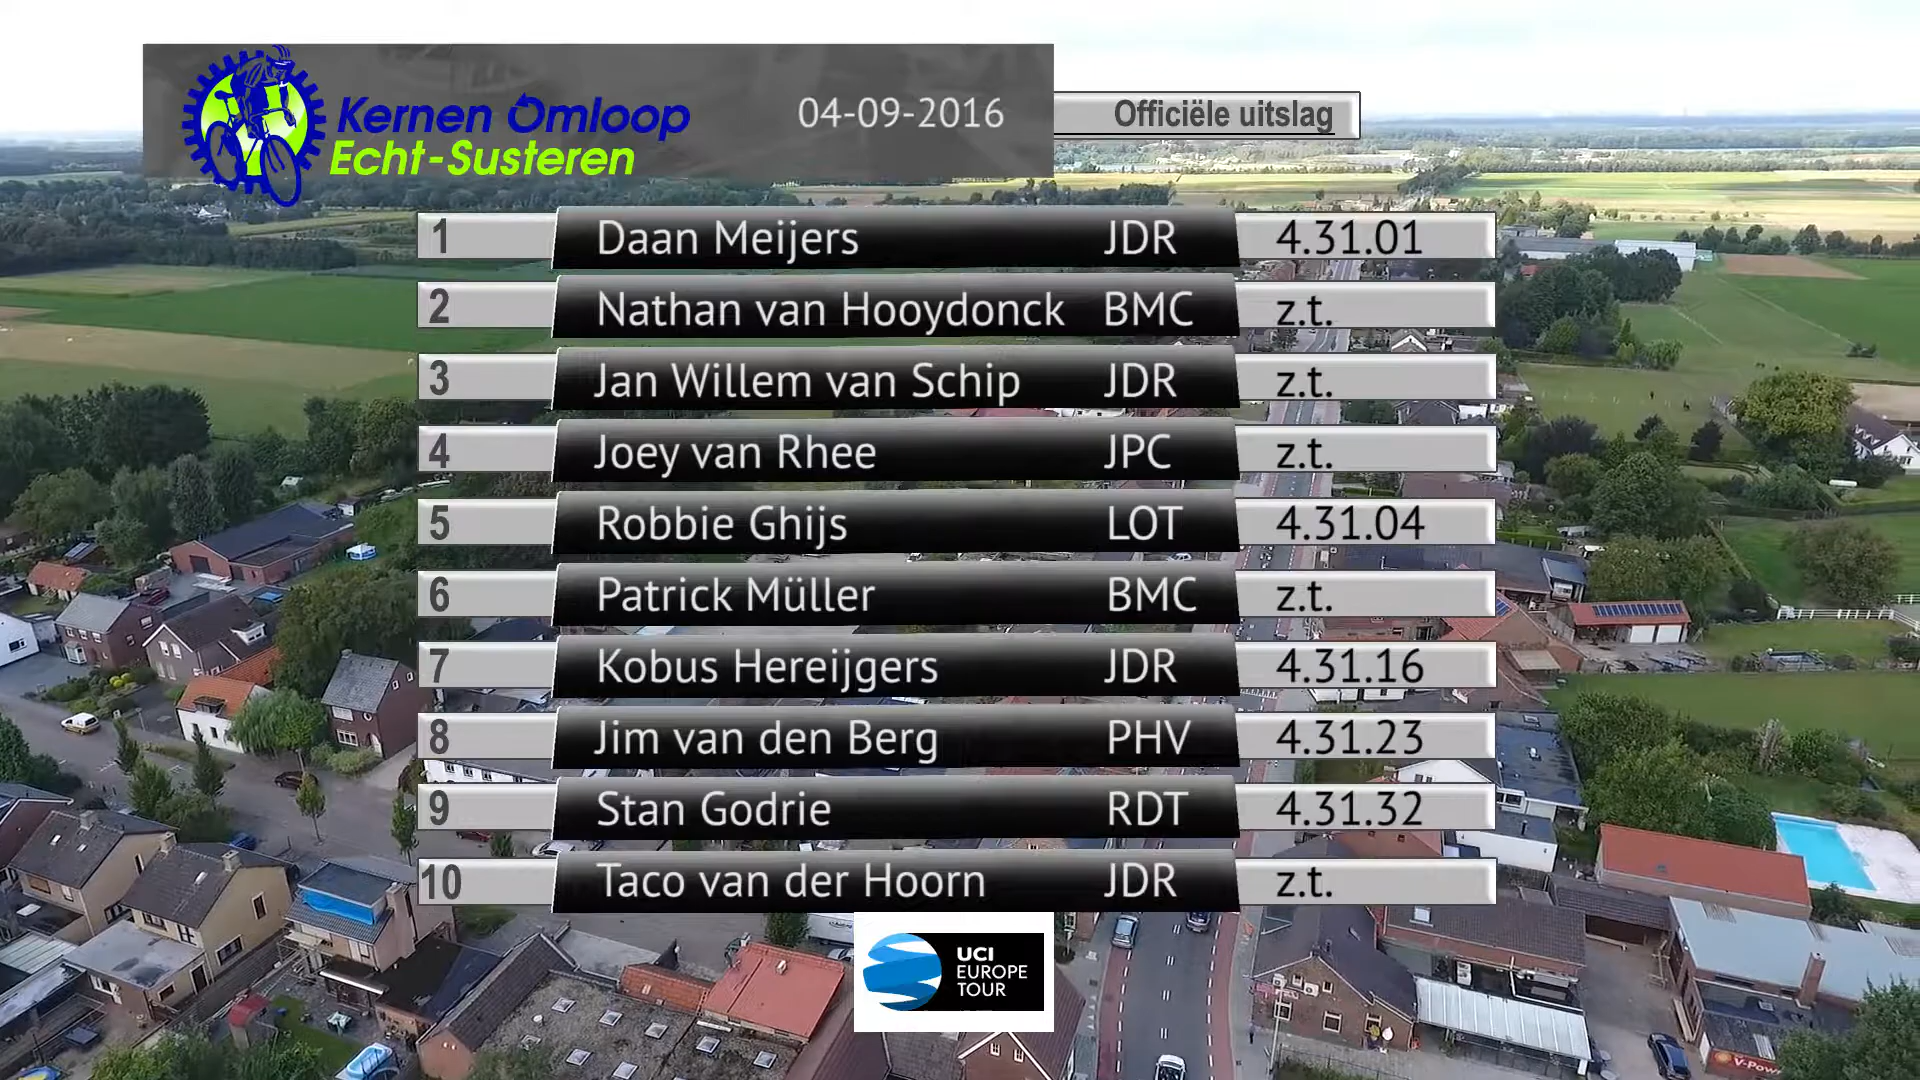 Kernen Omloop
Echt-Susteren
04-09-2016
Officiële uitslag
1 Daan Meijers JDR 4.31.01
2 Nathan van Hooydonck BMC z.t.
3 Jan Willem van Schip JDR z.t.
4 Joey van Rhee JPC z.t.
5 Robbie Ghijs LOT 4.31.04
6 Patrick Müller BMC z.t.
7 Kobus Hereijgers JDR 4.31.16
8 Jim van den Berg PHV 4.31.23
9 Stan Godrie RDT 4.31.32
10 Taco van der Hoorn JDR z.t.
UCI
EUROPE
TOUR
V-Power